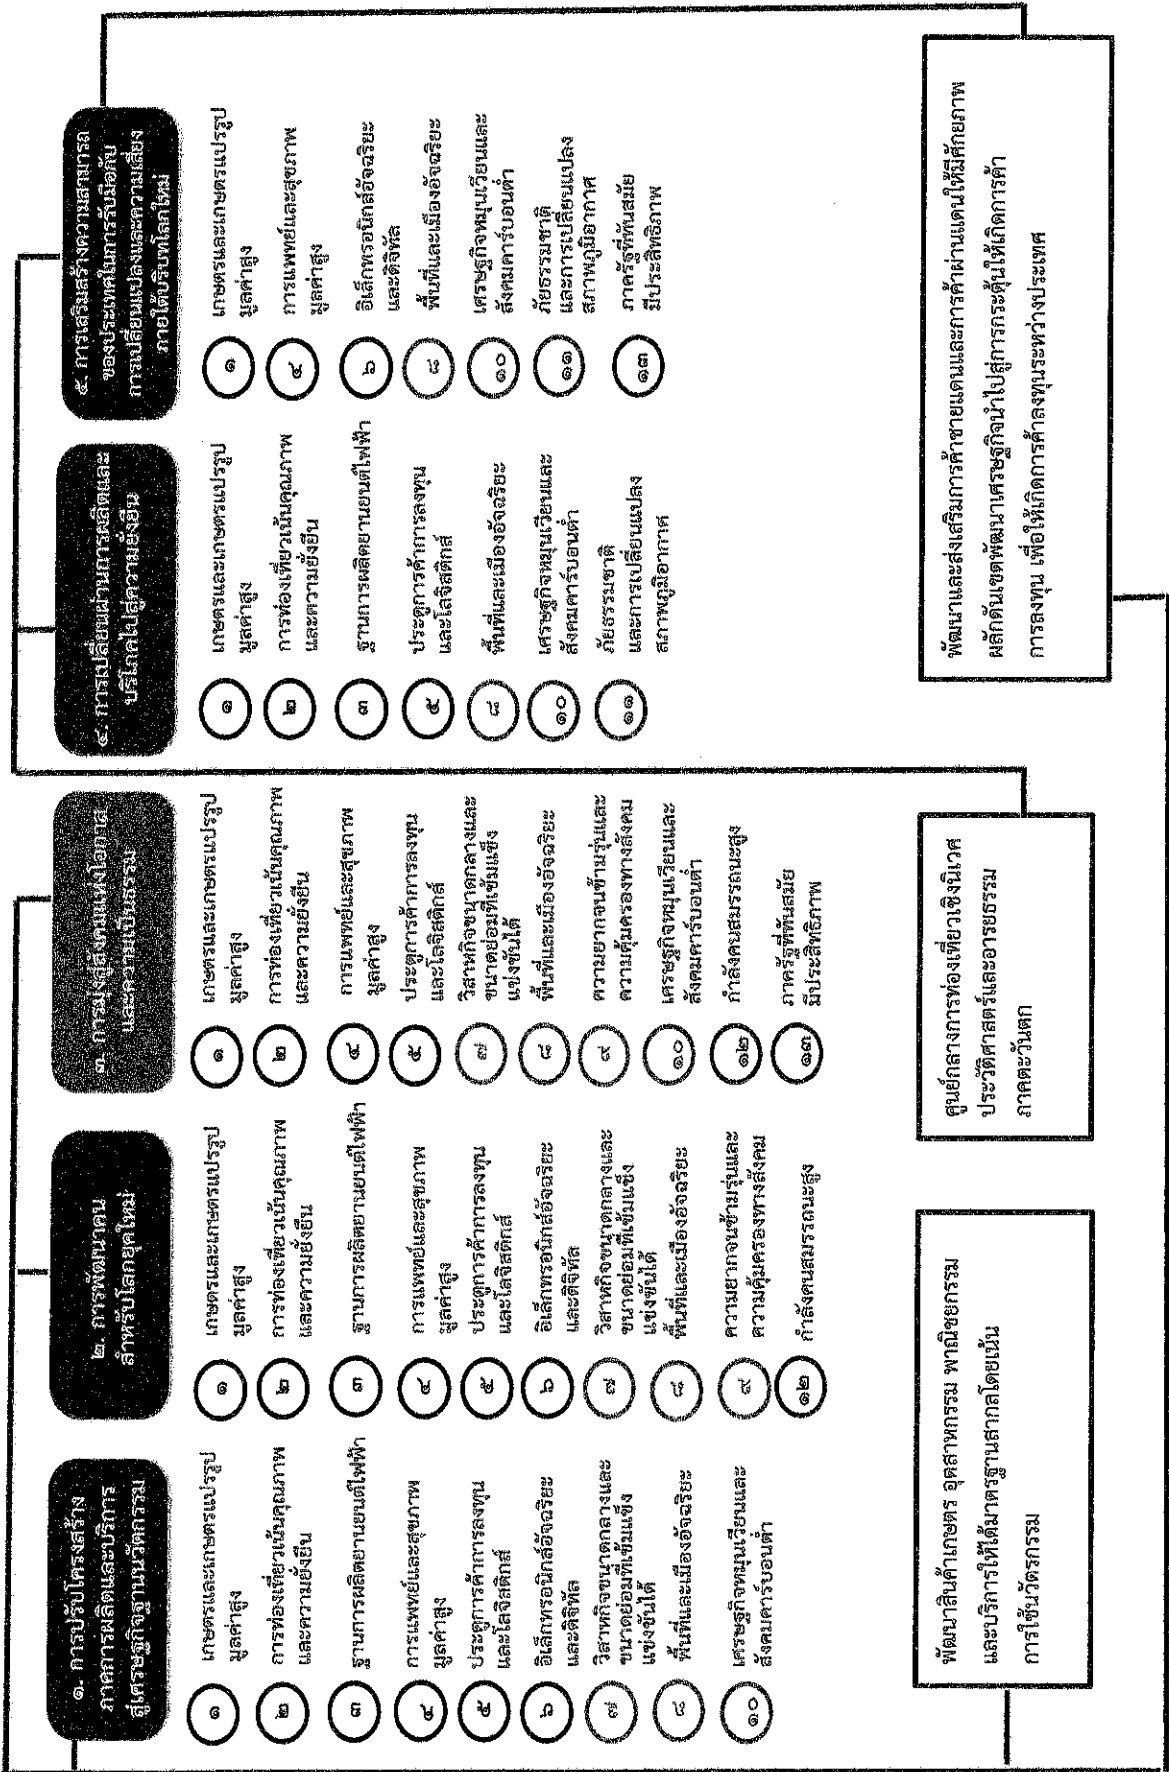 ๑. การปรับโครงสร้าง
ภาคการผลิตและบริการ
สู่เศรษฐกิจฐานนวัตกรรม
๑
เกษตรและเกษตรแปรรูป
มูลค่าสูง
๒
การท่องเที่ยวเน้นคุณภาพ
และความยั่งยืน
๓
ฐานการผลิตยานยนต์ไฟฟ้า
๔
การแพทย์และสุขภาพ
มูลค่าสูง
๕
ประตูการค้าการลงทุน
และโลจิสติกส์
๖
อิเล็กทรอนิกส์อัจฉริยะ
และดิจิทัล
๗
วิสาหกิจขนาดกลางและ
ขนาดย่อมที่เข้มแข็ง
แข่งขันได้
๘
พื้นที่และเมืองอัจฉริยะ
๑๐
เศรษฐกิจหมุนเวียนและ
สังคมคาร์บอนต่ำ
๒. การพัฒนาคน
สำหรับโลกยุคใหม่
๑
เกษตรและเกษตรแปรรูป
มูลค่าสูง
๒
การท่องเที่ยวเน้นคุณภาพ
และความยั่งยืน
๓
ฐานการผลิตยานยนต์ไฟฟ้า
๔
การแพทย์และสุขภาพ
มูลค่าสูง
๕
ประตูการค้าการลงทุน
และโลจิสติกส์
๖
อิเล็กทรอนิกส์อัจฉริยะ
และดิจิทัล
๗
วิสาหกิจขนาดกลางและ
ขนาดย่อมที่เข้มแข็ง
แข่งขันได้
๘
พื้นที่และเมืองอัจฉริยะ
๙
ความยากจนข้ามรุ่นและ
ความคุ้มครองทางสังคม
๑๒
กำลังคนสมรรถนะสูง
๓. การมุ่งสู่สังคมแห่งโอกาส
และความเป็นธรรม
๑
เกษตรและเกษตรแปรรูป
มูลค่าสูง
๒
การท่องเที่ยวเน้นคุณภาพ
และความยั่งยืน
๔
การแพทย์และสุขภาพ
มูลค่าสูง
๕
ประตูการค้าการลงทุน
และโลจิสติกส์
๗
วิสาหกิจขนาดกลางและ
ขนาดย่อมที่เข้มแข็ง
แข่งขันได้
๘
พื้นที่และเมืองอัจฉริยะ
๙
ความยากจนข้ามรุ่นและ
ความคุ้มครองทางสังคม
๑๐
เศรษฐกิจหมุนเวียนและ
สังคมคาร์บอนต่ำ
๑๒
กำลังคนสมรรถนะสูง
๑๓
ภาครัฐที่ทันสมัย
มีประสิทธิภาพ
๔. การเปลี่ยนผ่านการผลิตและ
บริโภคไปสู่ความยั่งยืน
๑
เกษตรและเกษตรแปรรูป
มูลค่าสูง
๒
การท่องเที่ยวเน้นคุณภาพ
และความยั่งยืน
๓
ฐานการผลิตยานยนต์ไฟฟ้า
๕
ประตูการค้าการลงทุน
และโลจิสติกส์
๘
พื้นที่และเมืองอัจฉริยะ
๑๐
เศรษฐกิจหมุนเวียนและ
สังคมคาร์บอนต่ำ
๑๑
ภัยธรรมชาติ
และการเปลี่ยนแปลง
สภาพภูมิอากาศ
๕. การเสริมสร้างความสามารถ
ของประเทศในการรับมือกับ
การเปลี่ยนแปลงและความเสี่ยง
ภายใต้บริบทโลกใหม่
๑
เกษตรและเกษตรแปรรูป
มูลค่าสูง
๔
การแพทย์และสุขภาพ
มูลค่าสูง
๖
อิเล็กทรอนิกส์อัจฉริยะ
และดิจิทัล
๘
พื้นที่และเมืองอัจฉริยะ
๑๐
เศรษฐกิจหมุนเวียนและ
สังคมคาร์บอนต่ำ
๑๑
ภัยธรรมชาติ
และการเปลี่ยนแปลง
สภาพภูมิอากาศ
๑๓
ภาครัฐที่ทันสมัย
มีประสิทธิภาพ
พัฒนาสินค้าเกษตร อุตสาหกรรม พาณิชยกรรม
และบริการให้ได้มาตรฐานสากลโดยเน้น
การใช้นวัตกรรม
ศูนย์กลางการท่องเที่ยวเชิงนิเวศ
ประวัติศาสตร์และอารยธรรม
ภาคตะวันตก
พัฒนาและส่งเสริมการค้าชายแดนและการค้าผ่านแดนให้มีศักยภาพ
ผลักดันเขตพัฒนาเศรษฐกิจนำไปสู่การกระตุ้นให้เกิดการค้า
การลงทุน เพื่อให้เกิดการค้าลงทุนระหว่างประเทศ